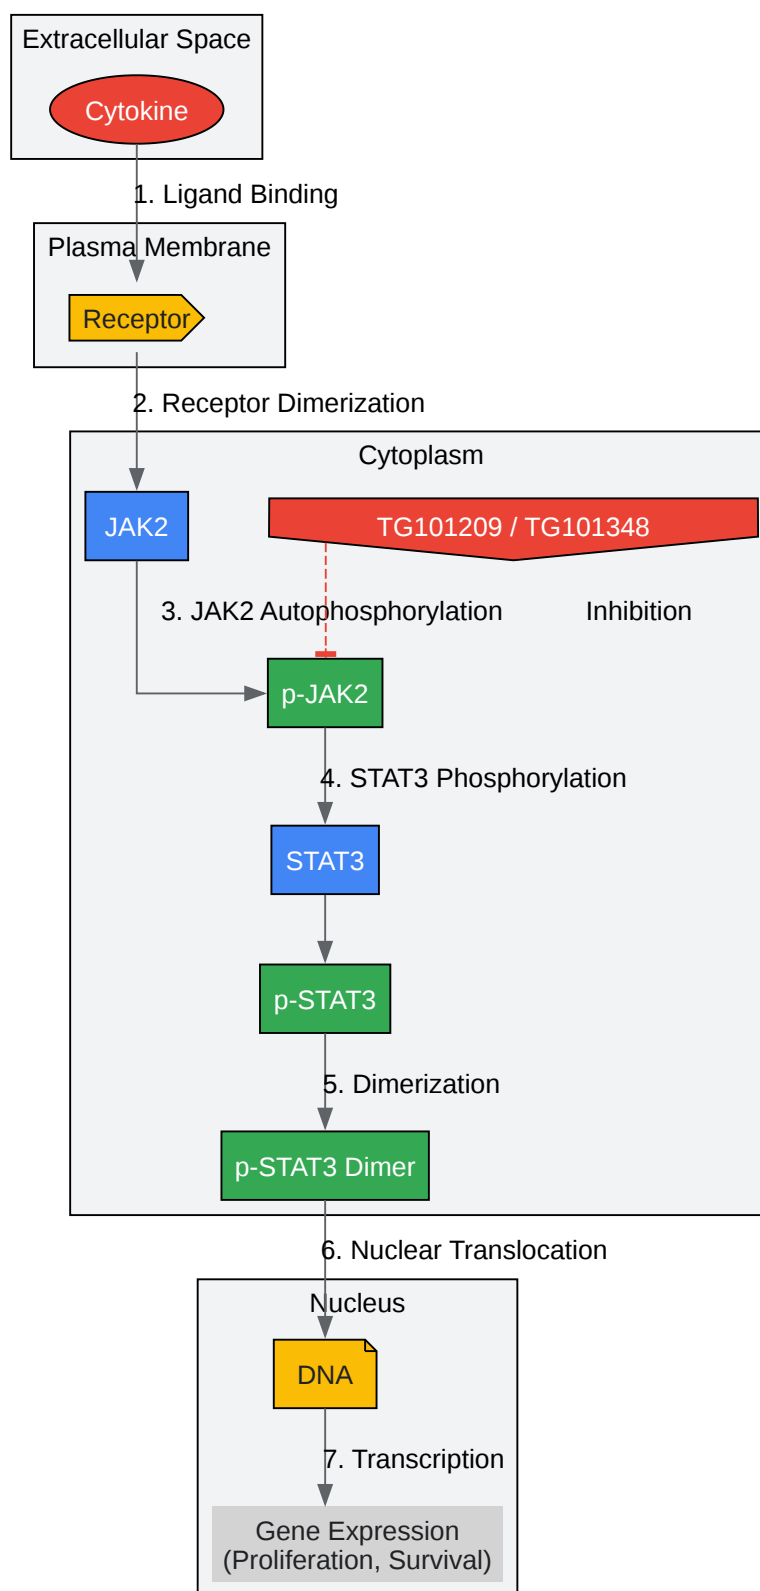 Extracellular Space
Cytokine
1. Ligand Binding
Plasma Membrane
Receptor
2. Receptor Dimerization
Cytoplasm
JAK2
TG101209 / TG101348
3. JAK2 Autophosphorylation
Inhibition
p-JAK2
4. STAT3 Phosphorylation
STAT3
p-STAT3
5. Dimerization
p-STAT3 Dimer
6. Nuclear Translocation
Nucleus
DNA
7. Transcription
Gene Expression
(Proliferation, Survival)